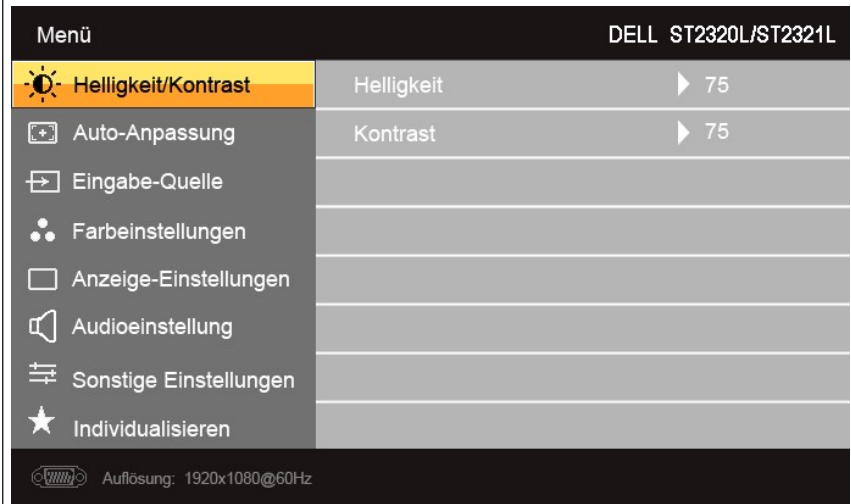 Menü DELL ST2320L/ST2321L
Helligkeit/Kontrast Helligkeit 75
Auto-Anpassung Kontrast 75
Eingabe-Quelle
Farbeinstellungen
Anzeige-Einstellungen
Audioeinstellung
Sonstige Einstellungen
Individualisieren
Auflösung: 1920x1080@60Hz